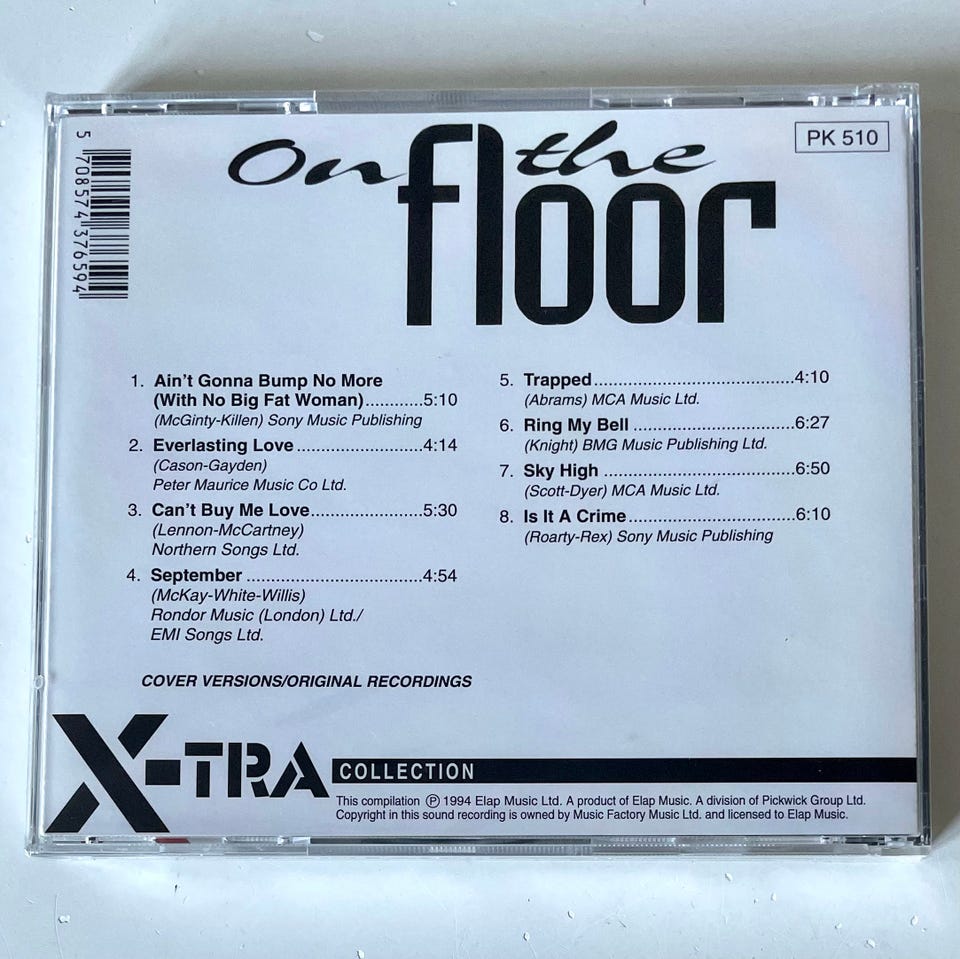 On the
floor
PK 510
5 708574 376594
1. Ain't Gonna Bump No More
(With No Big Fat Woman)............5:10
(McGinty-Killen) Sony Music Publishing
2. Everlasting Love..........................4:14
(Cason-Gayden)
Peter Maurice Music Co Ltd.
3. Can't Buy Me Love.......................5:30
(Lennon-McCartney)
Northern Songs Ltd.
4. September ....................................4:54
(McKay-White-Willis)
Rondor Music (London) Ltd./
EMI Songs Ltd.
5. Trapped.........................................4:10
(Abrams) MCA Music Ltd.
6. Ring My Bell .................................6:27
(Knight) BMG Music Publishing Ltd.
7. Sky High .......................................6:50
(Scott-Dyer) MCA Music Ltd.
8. Is It A Crime..................................6:10
(Roarty-Rex) Sony Music Publishing
COVER VERSIONS/ORIGINAL RECORDINGS
X-TRA COLLECTION
This compilation ℗ 1994 Elap Music Ltd. A product of Elap Music. A division of Pickwick Group Ltd.
Copyright in this sound recording is owned by Music Factory Music Ltd. and licensed to Elap Music.